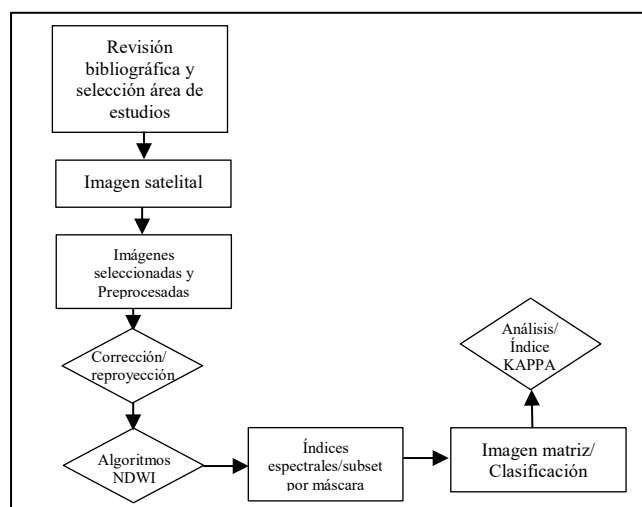 Revisión
bibliográfica y
selección área de
estudios
Imagen satelital
Imágenes
seleccionadas y
Preprocesadas
Corrección/
reproyección
Algoritmos
NDWI
Índices
espectrales/subset
por máscara
Imagen matriz/
Clasificación
Análisis/
Índice
KAPPA